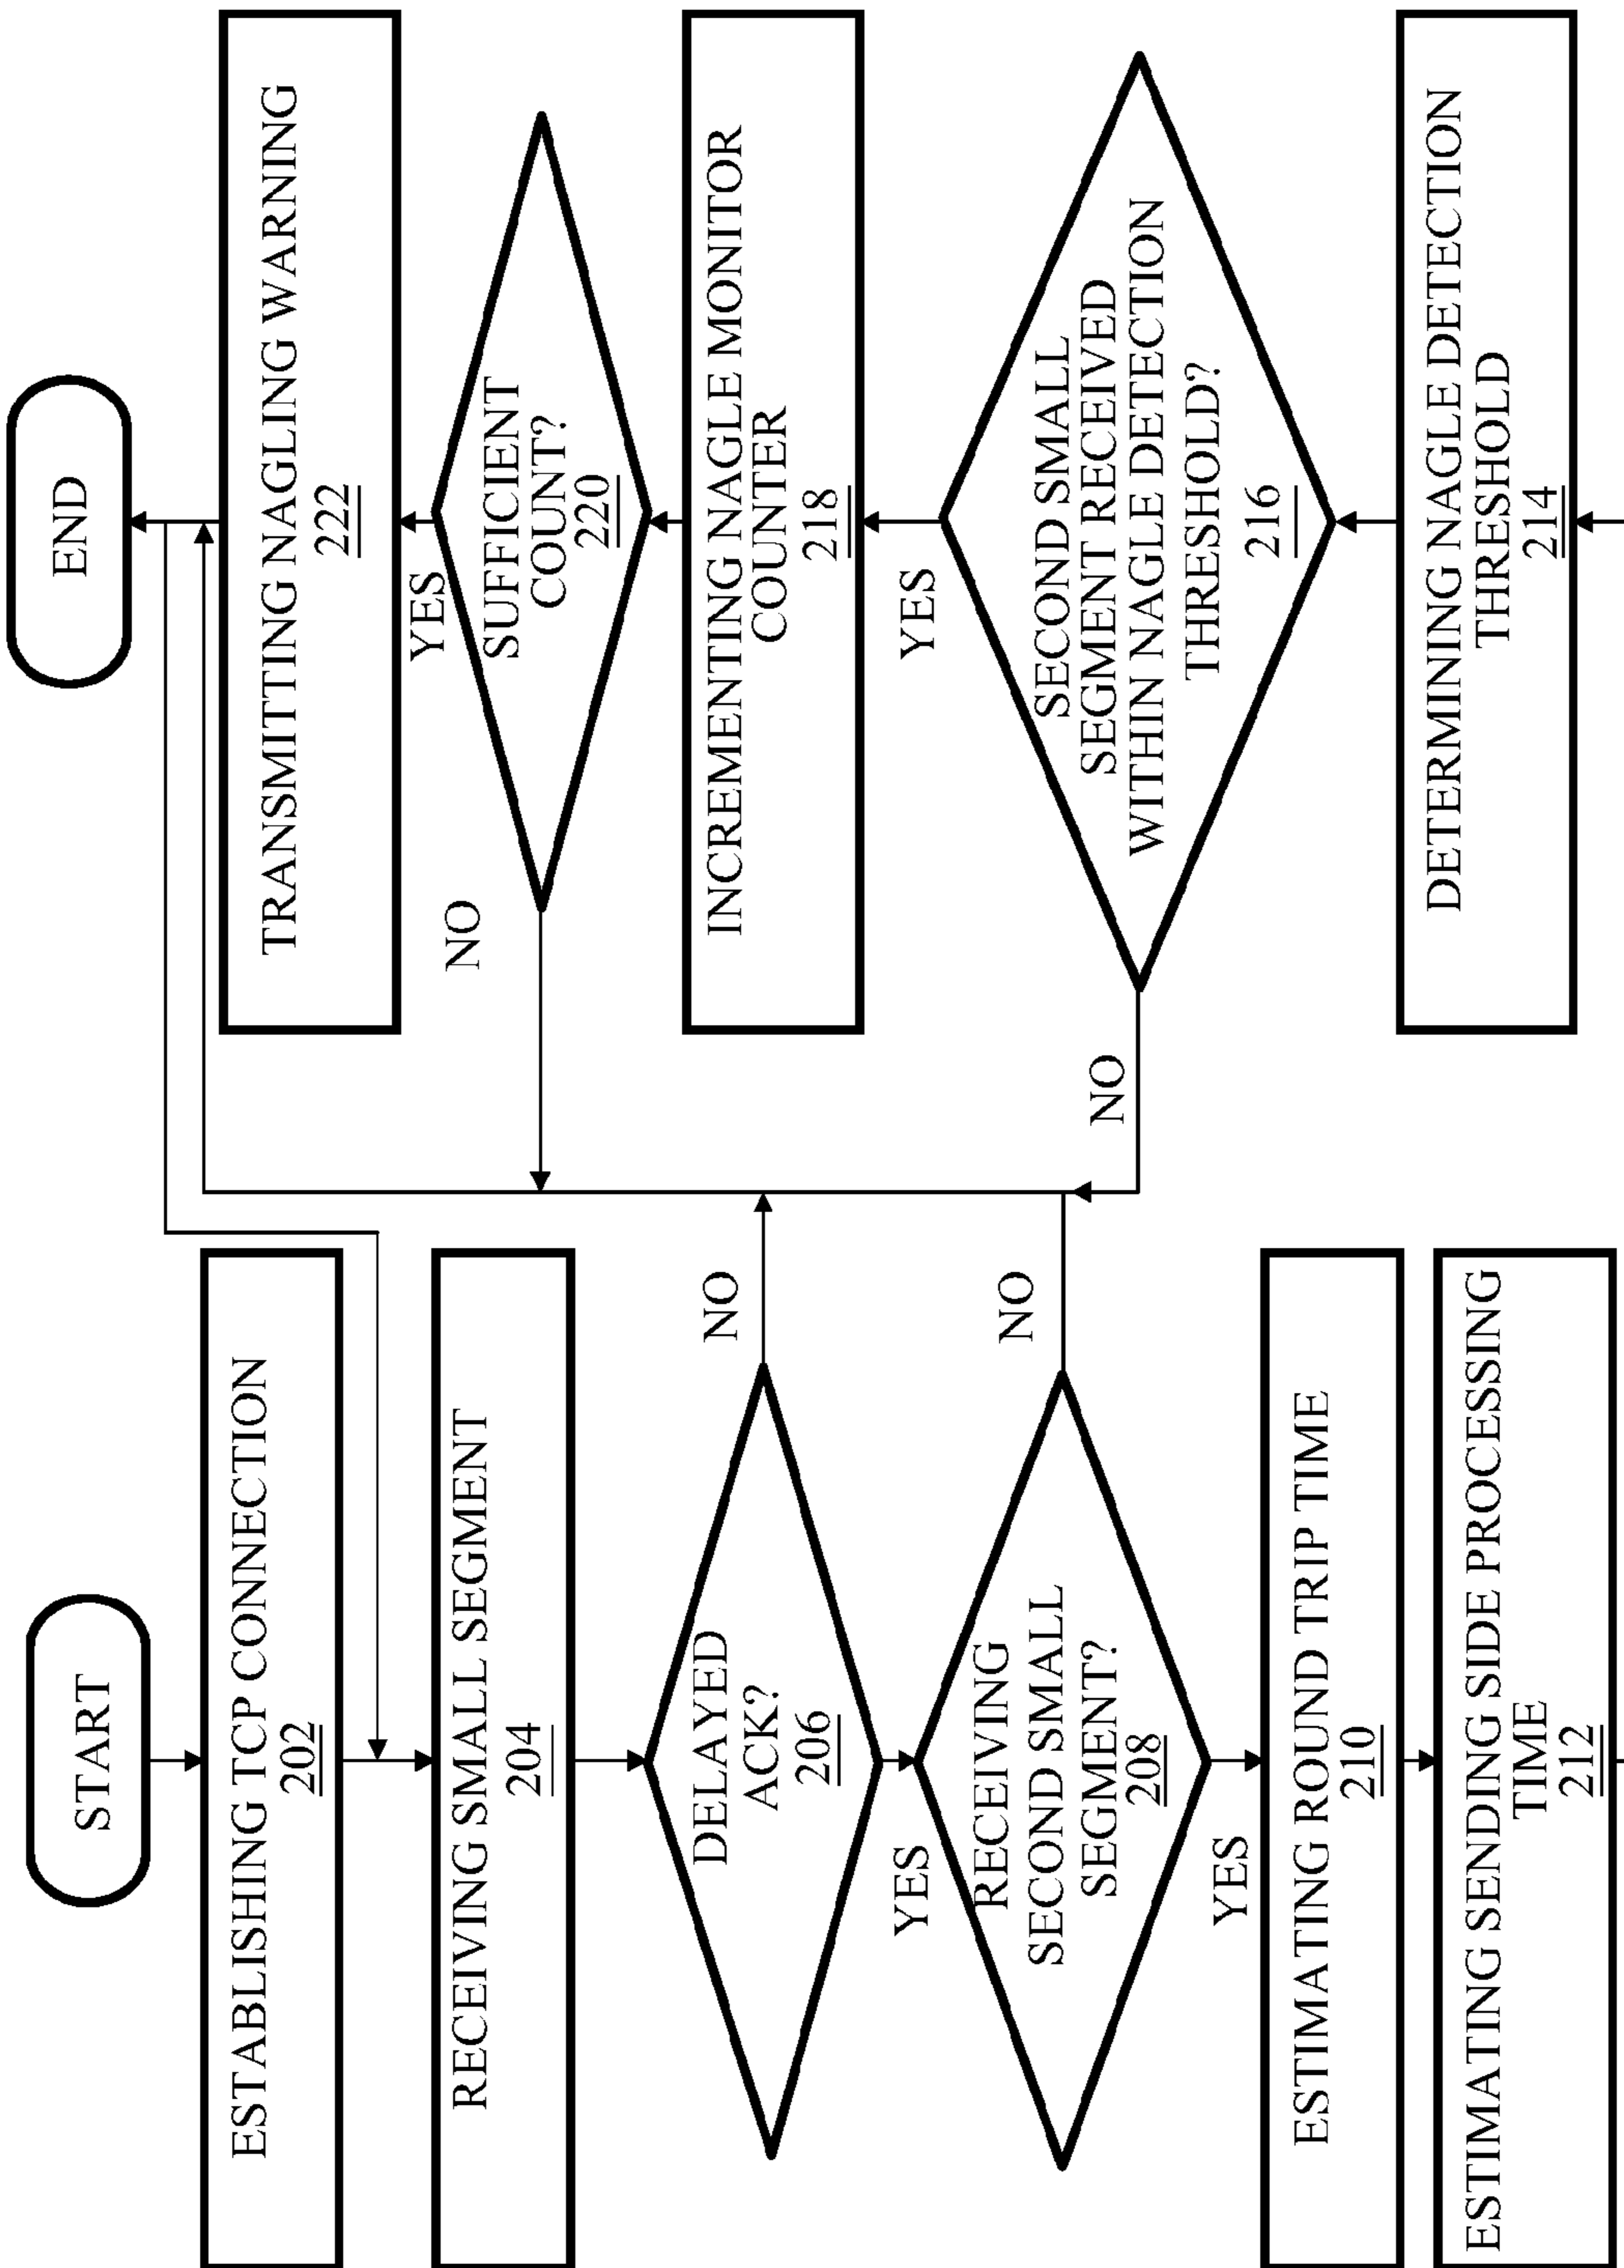 START
ESTABLISHING TCP CONNECTION
202
RECEIVING SMALL SEGMENT
204
DELAYED
ACK?
206
NO
YES
RECEIVING
SECOND SMALL
SEGMENT?
208
NO
YES
ESTIMATING ROUND TRIP TIME
210
ESTIMATING SENDING SIDE PROCESSING
TIME
212
DETERMINING NAGLE DETECTION
THRESHOLD
214
SECOND SMALL
SEGMENT RECEIVED
WITHIN NAGLE DETECTION
THRESHOLD?
216
NO
YES
INCREMENTING NAGLE MONITOR
COUNTER
218
SUFFICIENT
COUNT?
220
NO
YES
TRANSMITTING NAGLING WARNING
222
END